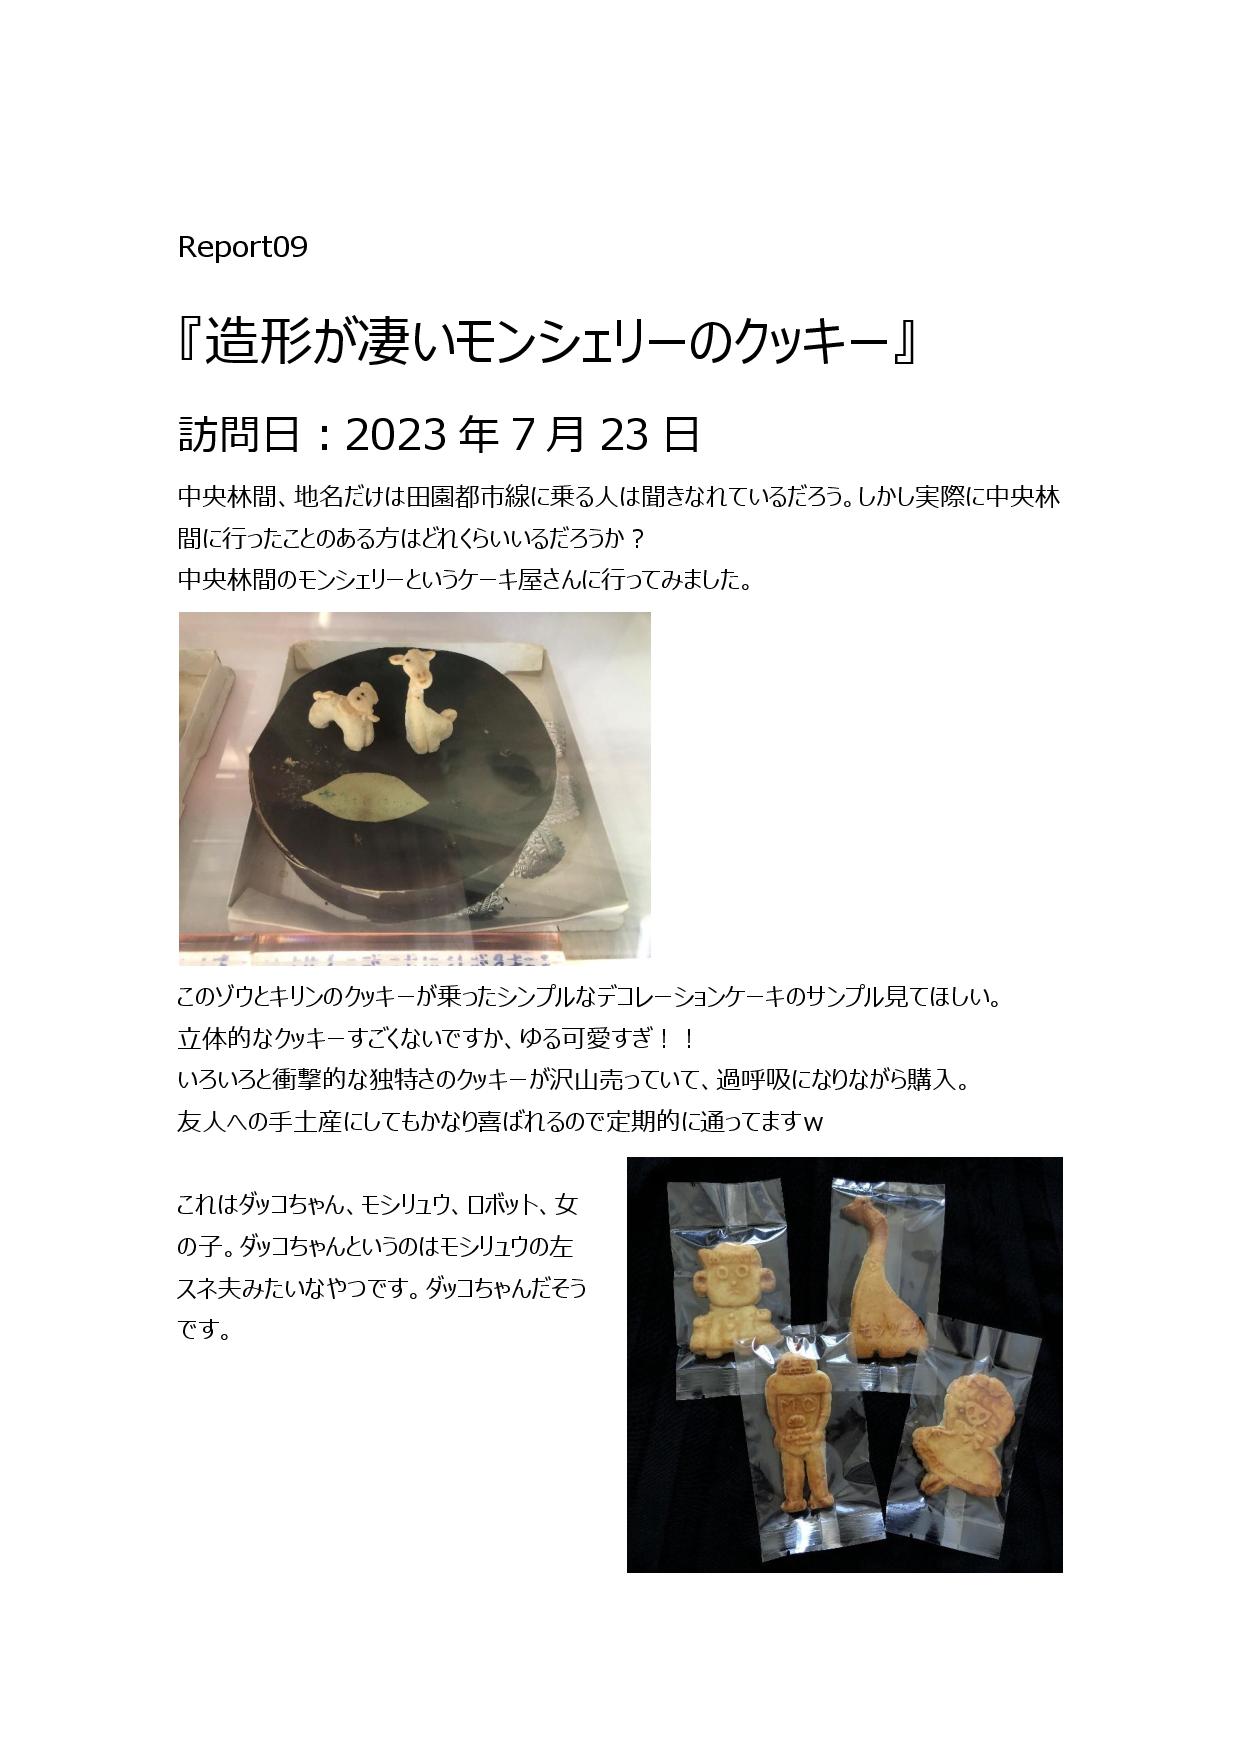 Report09
『造形が凄いモンシェリーのクッキー』
訪問日：2023 年 7 月 23 日
中央林間、地名だけは田園都市線に乗る人は聞きなれているだろう。しかし実際に中央林
間に行ったことのある方はどれくらいいるだろうか？
中央林間のモンシェリーというケーキ屋さんに行ってみました。
このゾウとキリンのクッキーが乗ったシンプルなデコレーションケーキのサンプル見てほしい。
立体的なクッキーすごくないですか、ゆる可愛すぎ！！
いろいろと衝撃的な独特さのクッキーが沢山売っていて、過呼吸になりながら購入。
友人への手土産にしてもかなり喜ばれるので定期的に通ってますｗ
これはダッコちゃん、モシリュウ、ロボット、女
の子。ダッコちゃんというのはモシリュウの左
スネ夫みたいなやつです。ダッコちゃんだそう
です。